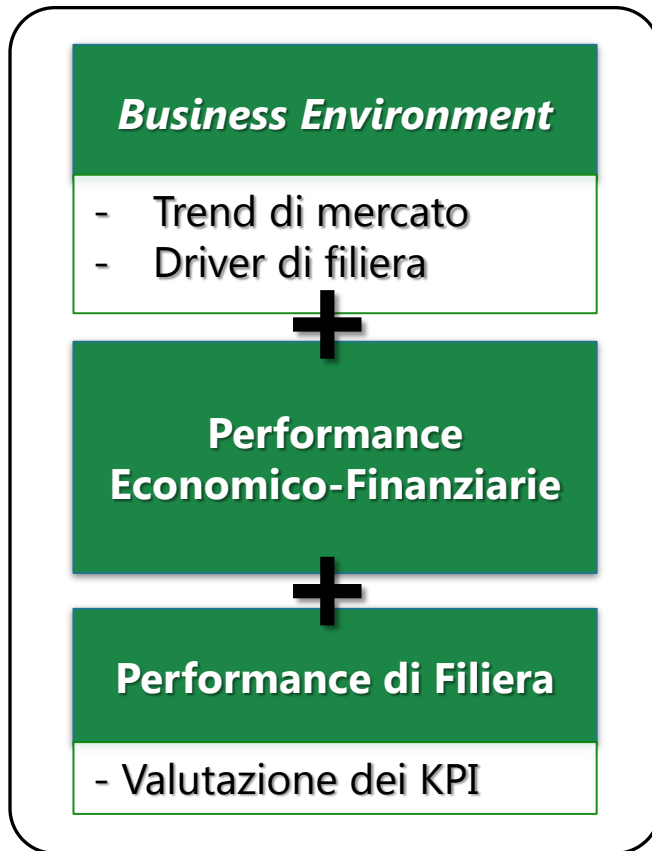 Business Environment
- Trend di mercato
- Driver di filiera
+
Performance
Economico-Finanziarie
+
Performance di Filiera
- Valutazione dei KPI